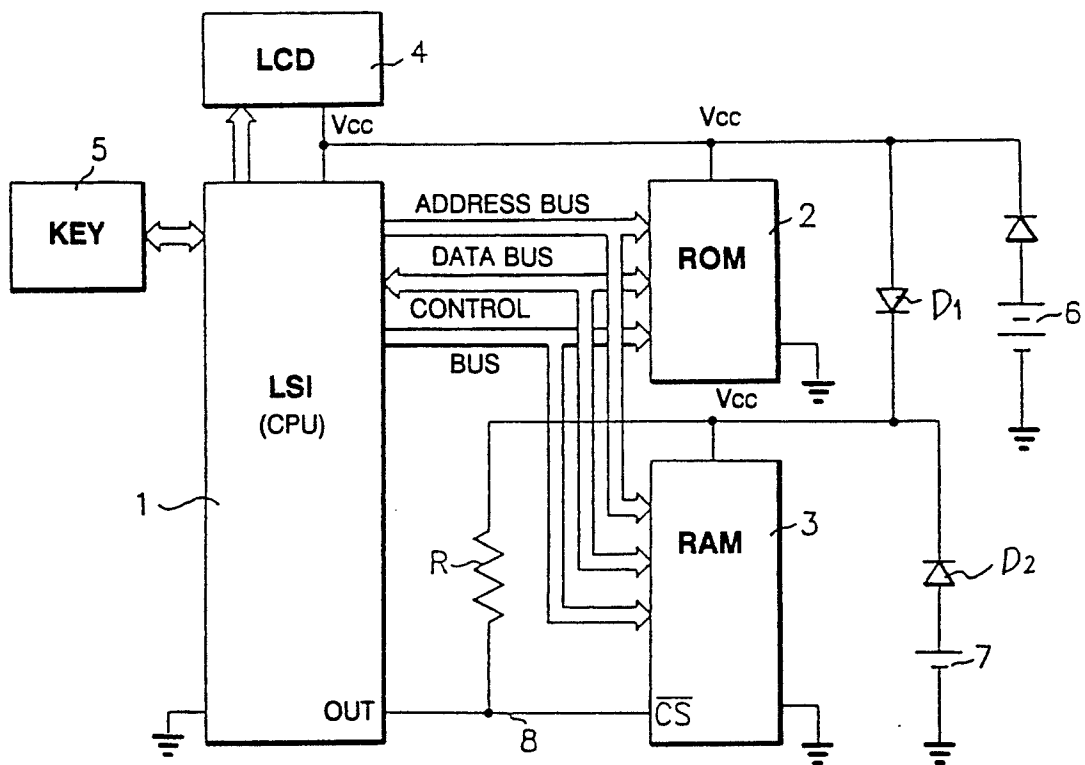 LCD
4
Vcc
Vcc
5
KEY
ADDRESS BUS
2
ROM
DATA BUS
D1
6
CONTROL
BUS
LSI
(CPU)
Vcc
1
3
RAM
R
D2
7
OUT
8
CS